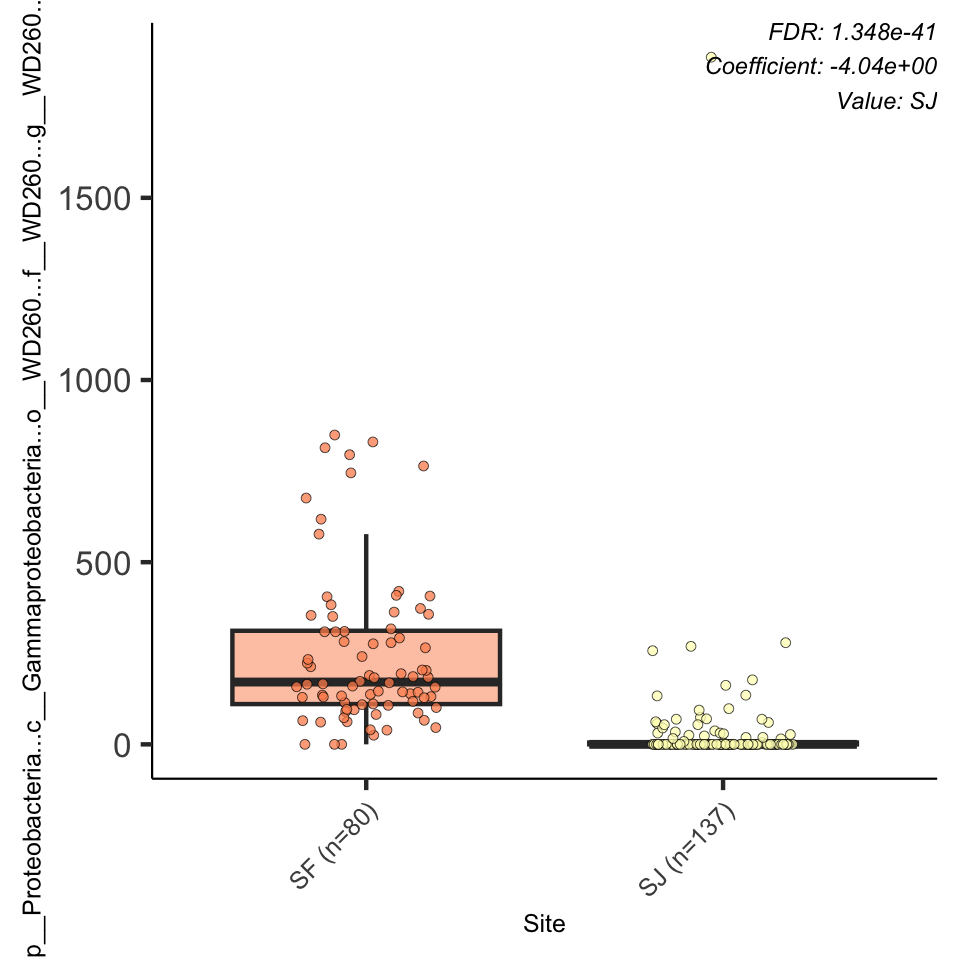 FDR: 1.348e-41
Coefficient: -4.04e+00
Value: SJ
p__Proteobacteria...c__Gammaproteobacteria...o__WD260...f__WD260...g__WD260...
1500
1000
500
0
SF (n=80)
SJ (n=137)
Site